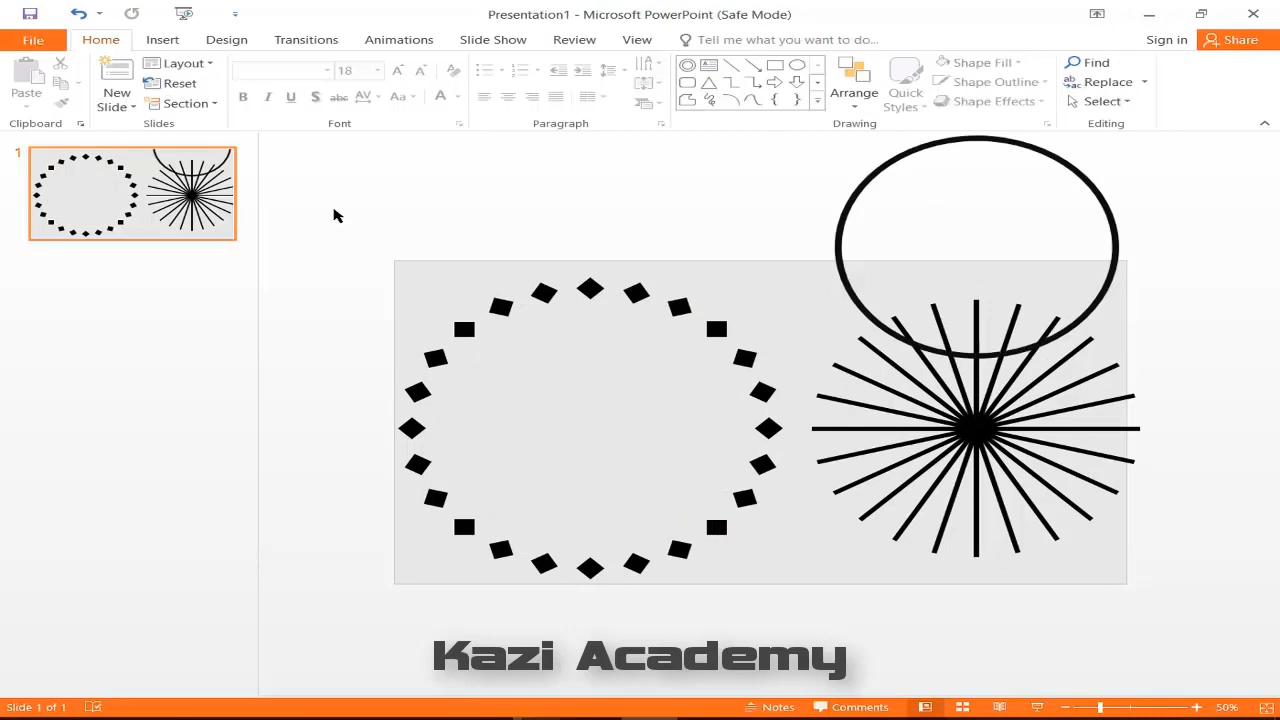 Presentation1 - Microsoft PowerPoint (Safe Mode)
File Home Insert Design Transitions Animations Slide Show Review View Tell me what you want to do... Sign in Share
Paste
New Slide
Layout
Reset
Section
18
B I U S abc AV Aa A
Arrange
Quick Styles
Shape Fill
Shape Outline
Shape Effects
Find
Replace
Select
Clipboard Slides Font Paragraph Drawing Editing
1
Kazi Academy
Slide 1 of 1 Notes Comments 50%